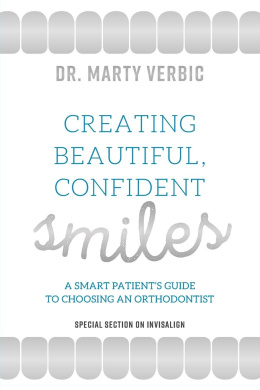 DR. MARTY VERBIC
CREATING
BEAUTIFUL,
CONFIDENT
smiles
A SMART PATIENT'S GUIDE
TO CHOOSING AN ORTHODONTIST
SPECIAL SECTION ON INVISALIGN